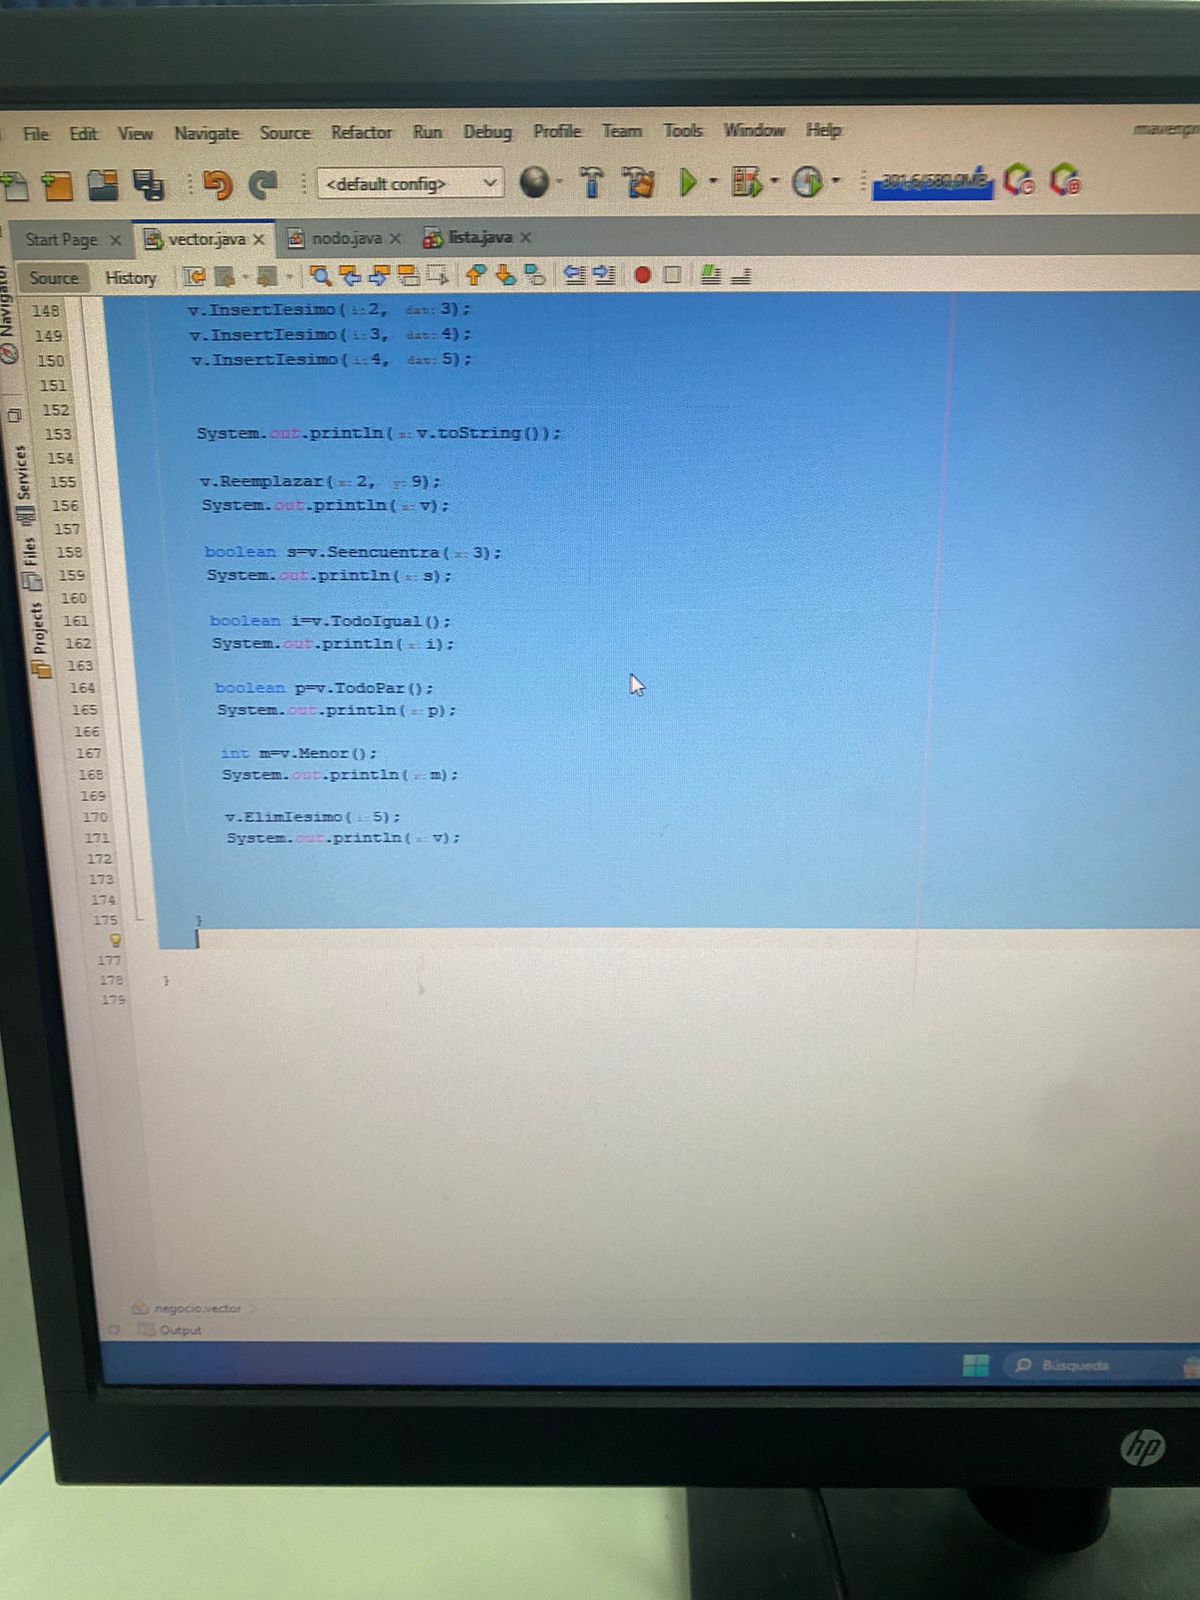 File Edit View Navigate Source Refactor Run Debug Profile Team Tools Window Help
<default config>
Start Page vector.java nodo.java lista.java
Source History
Navigator
Services
Files
Projects
148 v.InsertIesimo( i: 2, dat: 3);
149 v.InsertIesimo( i: 3, dat: 4);
150 v.InsertIesimo( i: 4, dat: 5);
151
152
153 System.out.println( x: v.toString());
154
155 v.Reemplazar( x: 2, y: 9);
156 System.out.println( x: v);
157
158 boolean s=v.Seencuentra( x: 3);
159 System.out.println( x: s);
160
161 boolean i=v.TodoIgual();
162 System.out.println( x: i);
163
164 boolean p=v.TodoPar();
165 System.out.println( x: p);
166
167 int m=v.Menor();
168 System.out.println( x: m);
169
170 v.ElimIesimo( i: 5);
171 System.out.println( x: v);
172
173
174
175 }
177
178 }
179
negocio.vector
Output
Búsqueda
hp